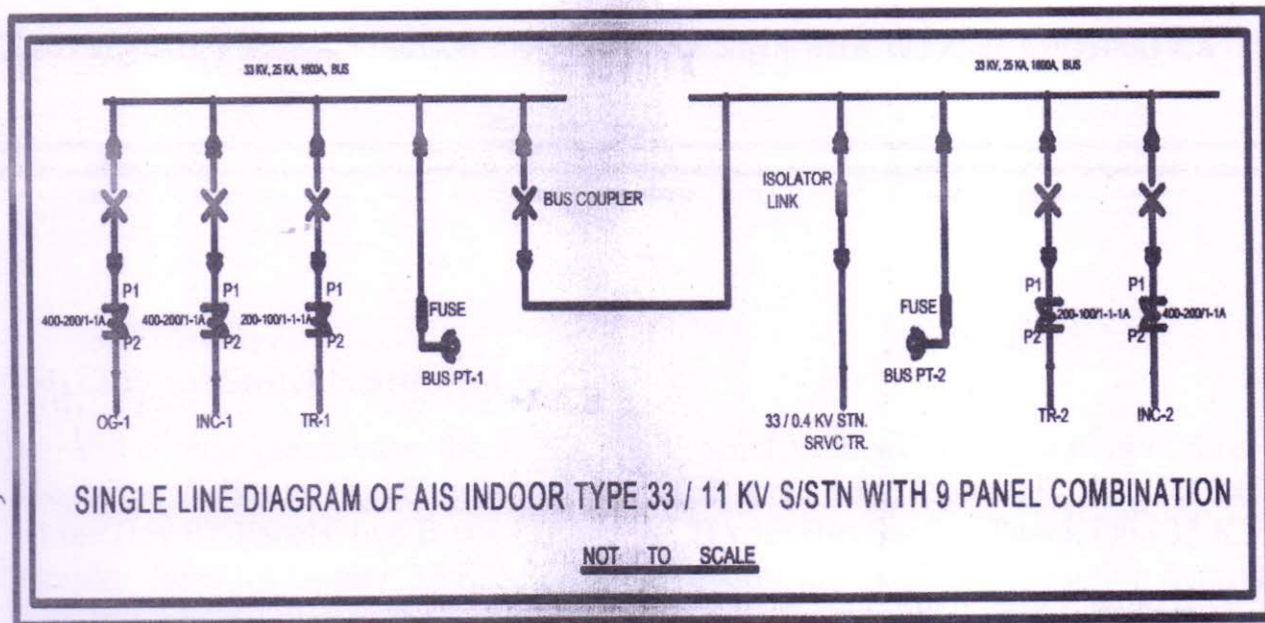 33 KV, 25 KA, 1600A, BUS
33 KV, 25 KA, 1600A, BUS
BUS COUPLER
ISOLATOR
LINK
P1
400-200/1-1A
P2
OG-1
P1
400-200/1-1A
P2
INC-1
P1
200-100/1-1-1A
P2
TR-1
FUSE
BUS PT-1
33 / 0.4 KV STN.
SRVC TR.
FUSE
BUS PT-2
P1
200-100/1-1-1A
P2
TR-2
P1
400-200/1-1A
P2
INC-2
SINGLE LINE DIAGRAM OF AIS INDOOR TYPE 33 / 11 KV S/STN WITH 9 PANEL COMBINATION
NOT TO SCALE